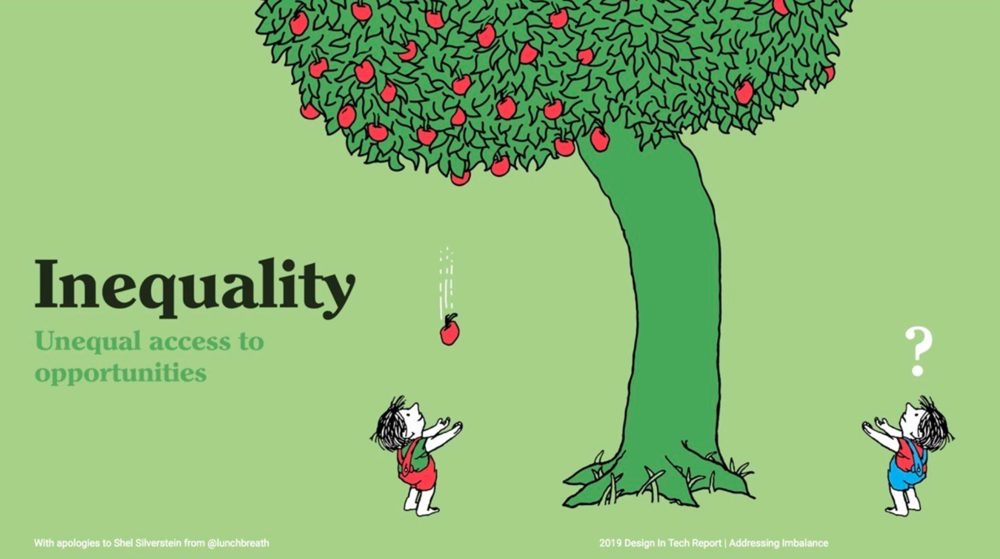 Inequality
Unequal access to
opportunities
?
With apologies to Shel Silverstein from @lunchbreath
2019 Design In Tech Report | Addressing Imbalance